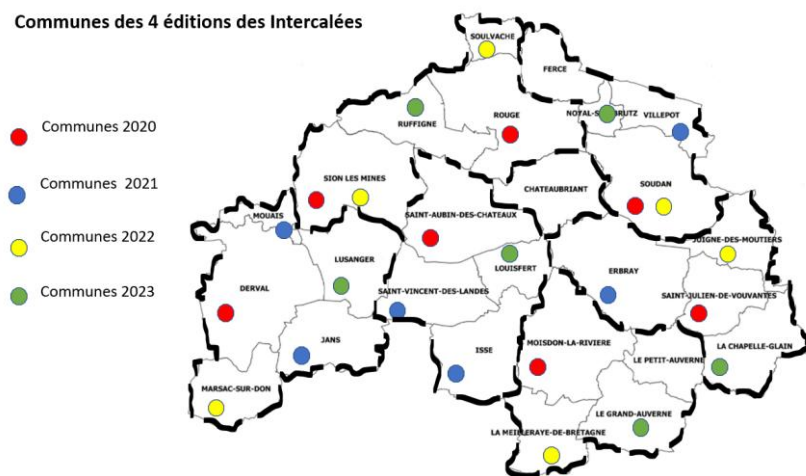 Communes des 4 éditions des Intercalées
Communes 2020
Communes 2021
Communes 2022
Communes 2023
SOULVACHE
FERCE
RUFFIGNE
ROUGE
VILLEPOT
SION LES MINES
CHATEAUBRIANT
SOUDAN
MOUAIS
SAINT-AUBIN-DES-CHATEAUX
JUIGNE-DES-MOUTIERS
LUSANGER
LOUISFERT
ERBRAY
DERVAL
SAINT-VINCENT-DES-LANDES
SAINT-JULIEN-DE-VOUVANTES
JANS
ISSE
MOISDON-LA-RIVIERE
LA CHAPELLE-GLAIN
LE PETIT-AUVERNE
MARSAC-SUR-DON
LE GRAND-AUVERNE
LA MEILLERAYE-DE-BRETAGNE